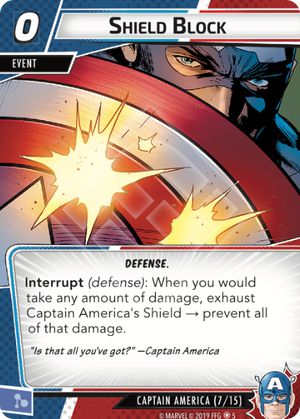 0
SHIELD BLOCK
EVENT
DEFENSE.
Interrupt (defense): When you would
take any amount of damage, exhaust
Captain America's Shield → prevent all
of that damage.
"Is that all you've got?" —Captain America
CAPTAIN AMERICA (7/15)
© MARVEL © 2019 FFG
5